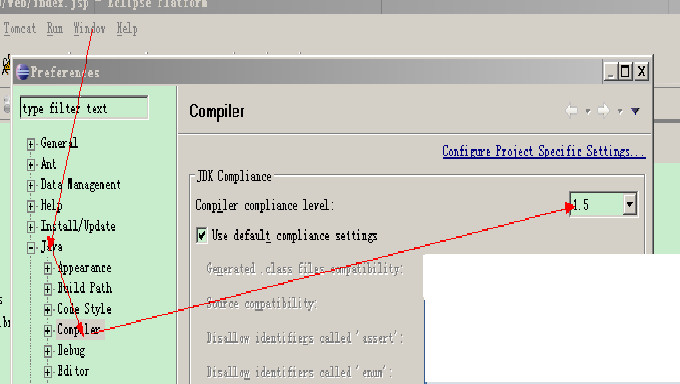 /web/index.jsp - Eclipse Platform
Tomcat Run Window Help
Preferences
type filter text
General
Ant
Data Management
Help
Install/Update
Java
Appearance
Build Path
Code Style
Compiler
Debug
Editor
Compiler
Configure Project Specific Settings...
JDK Compliance
Compiler compliance level:
1.5
Use default compliance settings
Generated .class files compatibility:
Source compatibility:
Disallow identifiers called 'assert':
Disallow identifiers called 'enum':